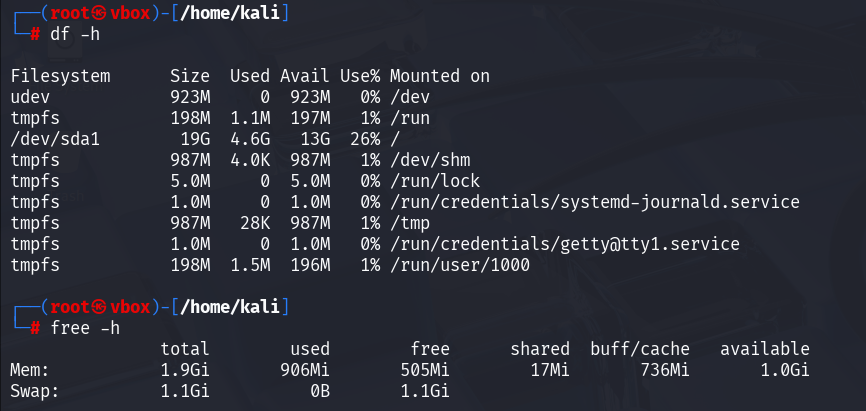 ┌──(root㉿vbox)-[/home/kali]
└─# df -h
Filesystem      Size  Used Avail Use% Mounted on
udev            923M     0  923M   0% /dev
tmpfs           198M  1.1M  197M   1% /run
/dev/sda1        19G  4.6G   13G  26% /
tmpfs           987M  4.0K  987M   1% /dev/shm
tmpfs           5.0M     0  5.0M   0% /run/lock
tmpfs           1.0M     0  1.0M   0% /run/credentials/systemd-journald.service
tmpfs           987M   28K  987M   1% /tmp
tmpfs           1.0M     0  1.0M   0% /run/credentials/getty@tty1.service
tmpfs           198M  1.5M  196M   1% /run/user/1000
┌──(root㉿vbox)-[/home/kali]
└─# free -h
               total        used        free      shared  buff/cache   available
Mem:           1.9Gi       906Mi       505Mi        17Mi       736Mi       1.0Gi
Swap:          1.1Gi          0B       1.1Gi